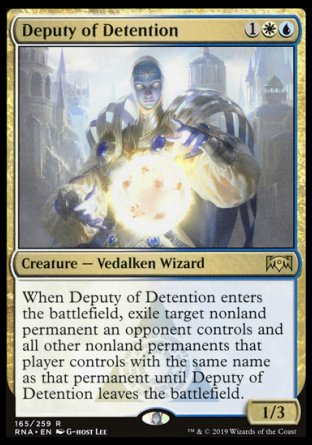 Deputy of Detention 1
Creature — Vedalken Wizard
When Deputy of Detention enters
the battlefield, exile target nonland
permanent an opponent controls and
all other nonland permanents that
player controls with the same name
as that permanent until Deputy of
Detention leaves the battlefield.
1/3
165/259 R
RNA • EN G-host Lee
™ & © 2019 Wizards of the Coast